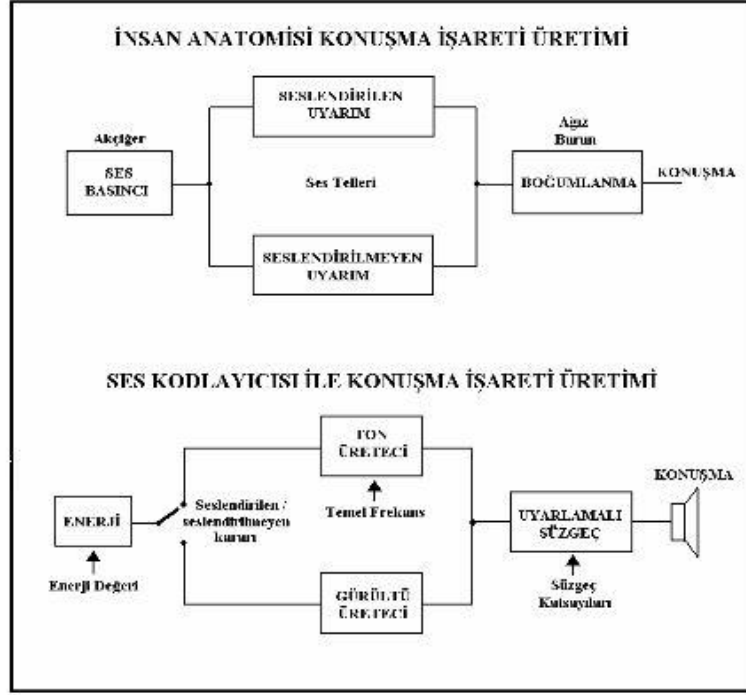 İNSAN ANATOMİSİ KONUŞMA İŞARETİ ÜRETİMİ
SESLENDİRİLEN
UYARIM
Akçiğer
SES
BASINCI
Ses Telleri
Ağız
Burun
BOĞUMLANMA
KONUŞMA
SESLENDİRİLMEYEN
UYARIM
SES KODLAYICISI İLE KONUŞMA İŞARETİ ÜRETİMİ
TON
ÜRETECİ
Temel Frekans
KONUŞMA
ENERJİ
Enerji Değeri
Seslendirilen /
seslendirilmeyen
kararı
UYARLAMALI
SÜZGEÇ
Süzgeç
Katsayıları
GÜRÜLTÜ
ÜRETECİ